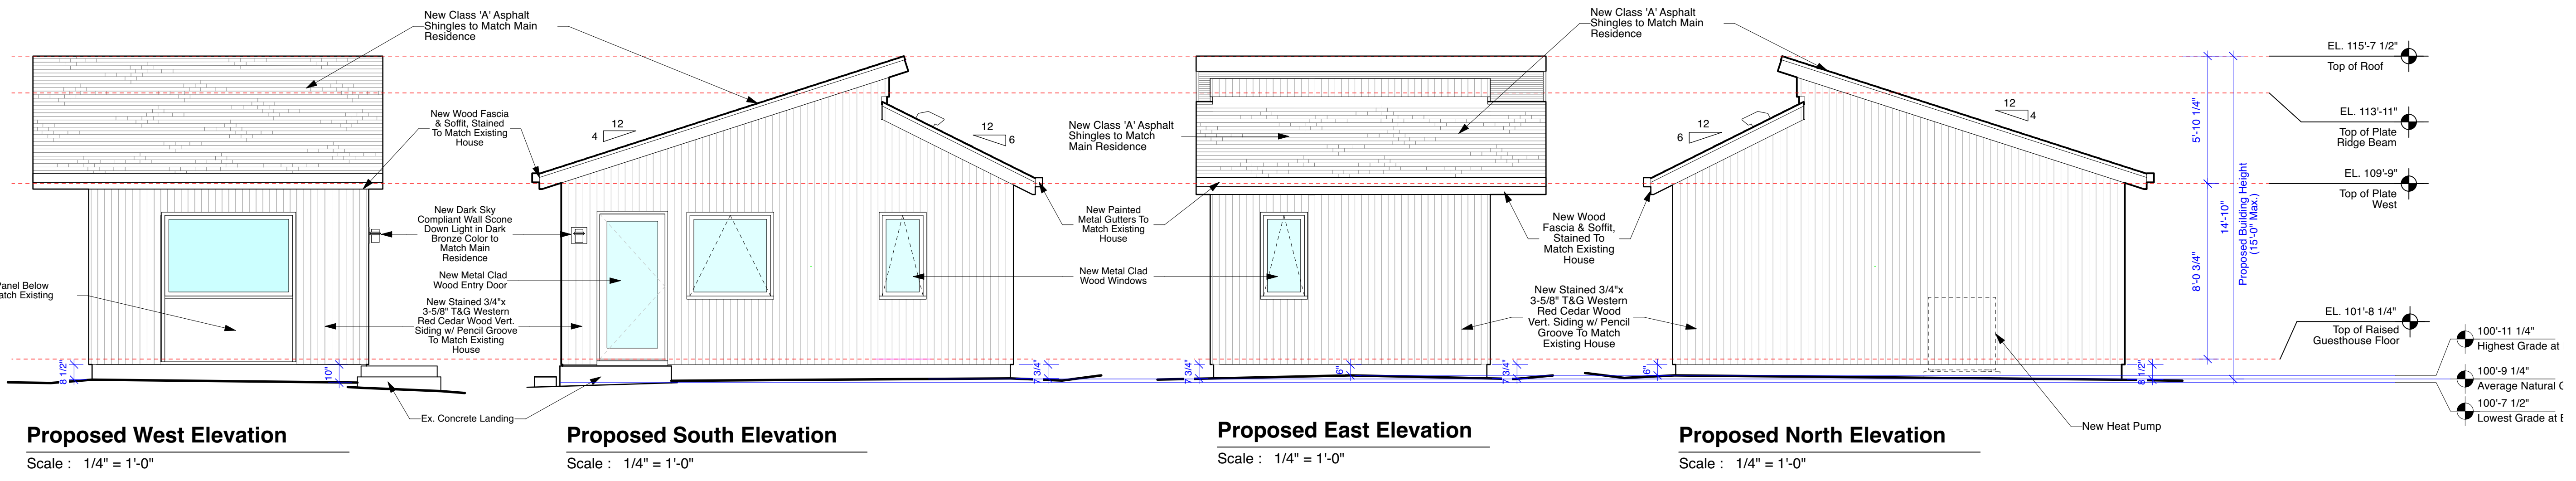 New Class 'A' Asphalt
Shingles to Match Main
Residence
New Wood Fascia
& Soffit, Stained
To Match Existing
House
12
4
12
6
New Dark Sky
Compliant Wall Scone
Down Light in Dark
Bronze Color to
Match Main
Residence
New Metal Clad
Wood Entry Door
Panel Below
atch Existing
New Stained 3/4"x
3-5/8" T&G Western
Red Cedar Wood Vert.
Siding w/ Pencil Groove
To Match Existing
House
8 1/2"
10"
7 3/4"
Ex. Concrete Landing
Proposed West Elevation
Scale : 1/4" = 1'-0"
Proposed South Elevation
Scale : 1/4" = 1'-0"
New Class 'A' Asphalt
Shingles to Match Main
Residence
New Class 'A' Asphalt
Shingles to Match
Main Residence
New Painted
Metal Gutters To
Match Existing
House
New Metal Clad
Wood Windows
New Wood
Fascia & Soffit,
Stained To
Match Existing
House
New Stained 3/4"x
3-5/8" T&G Western
Red Cedar Wood
Vert. Siding w/ Pencil
Groove To Match
Existing House
12
6
12
4
7 3/4"
6"
7 3/4"
6"
8 1/2"
New Heat Pump
Proposed East Elevation
Scale : 1/4" = 1'-0"
Proposed North Elevation
Scale : 1/4" = 1'-0"
5'-10 1/4"
8'-0 3/4"
14'-10"
Proposed Building Height
(15'-0" Max.)
EL. 115'-7 1/2"
Top of Roof
EL. 113'-11"
Top of Plate
Ridge Beam
EL. 109'-9"
Top of Plate
West
EL. 101'-8 1/4"
Top of Raised
Guesthouse Floor
100'-11 1/4"
Highest Grade at
100'-9 1/4"
Average Natural
100'-7 1/2"
Lowest Grade at